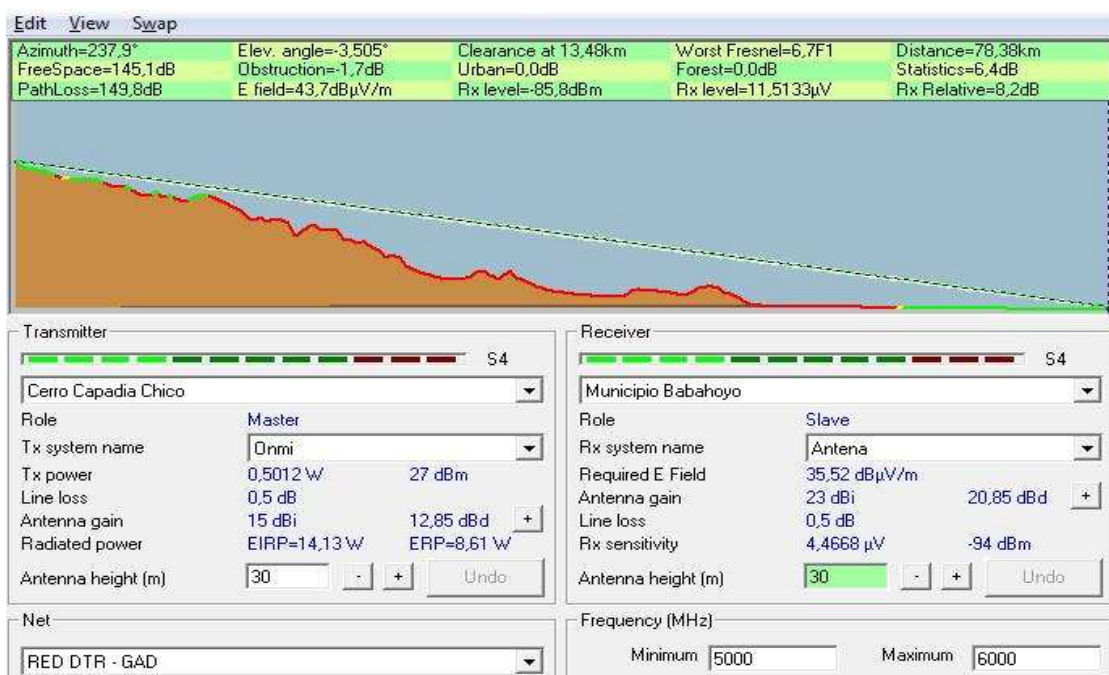 Edit View Swap
Azimuth=237,9° Elev. angle=-3,505° Clearance at 13,48km Worst Fresnel=6,7F1 Distance=78,38km
FreeSpace=145,1dB Obstruction=-1,7dB Urban=0,0dB Forest=0,0dB Statistics=6,4dB
PathLoss=149,8dB E field=43,7dBµV/m Rx level=-85,8dBm Rx level=11,5133µV Rx Relative=8,2dB
Transmitter
S4
Cerro Capadia Chico
Role Master
Tx system name Onmi
Tx power 0,5012 W 27 dBm
Line loss 0,5 dB
Antenna gain 15 dBi 12,85 dBd +
Radiated power EIRP=14,13 W ERP=8,61 W
Antenna height (m) 30 - + Undo
Receiver
S4
Municipio Babahoyo
Role Slave
Rx system name Antena
Required E Field 35,52 dBµV/m
Antenna gain 23 dBi 20,85 dBd +
Line loss 0,5 dB
Rx sensitivity 4,4668 µV -94 dBm
Antenna height (m) 30 - + Undo
Net
RED DTR - GAD
Frequency (MHz)
Minimum 5000 Maximum 6000